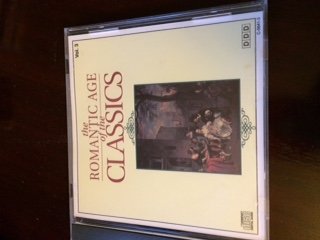 Vol. 3
the
ROMANTIC AGE
of the
CLASSICS
DDD